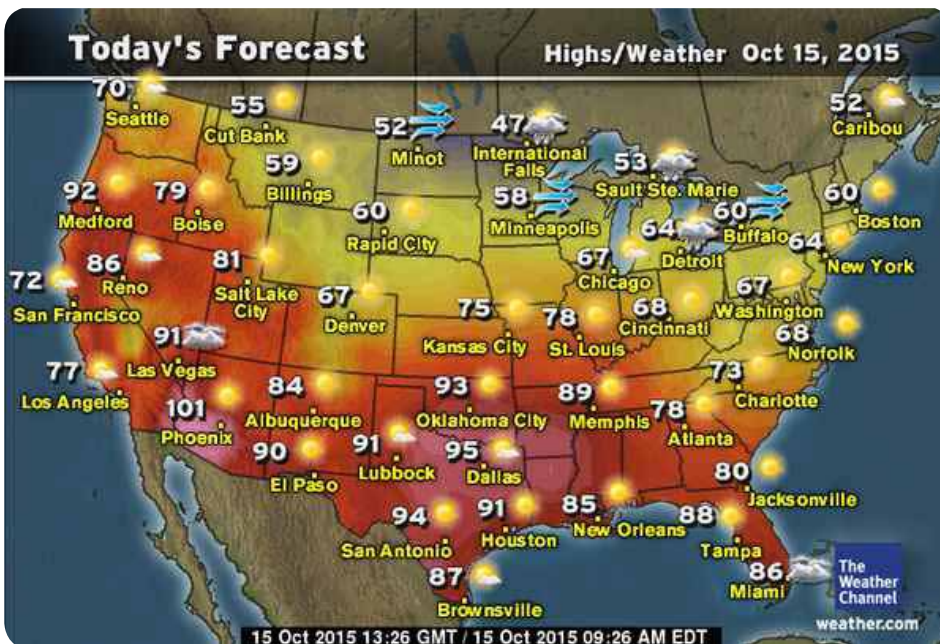 Today's Forecast
Highs/Weather Oct 15, 2015
70
Seattle
55
Cut Bank
52
Minot
47
International
Falls
52
Caribou
59
Billings
53
Sault Ste. Marie
92
Medford
79
Boise
60
Rapid City
58
Minneapolis
64
Detroit
60
Buffalo
60
Boston
72
San Francisco
86
Reno
81
Salt Lake
City
67
Denver
67
Chicago
64
New York
75
Kansas City
78
St. Louis
68
Cincinnati
67
Washington
68
Norfolk
91
Las Vegas
77
Los Angeles
101
Phoenix
84
Albuquerque
93
Oklahoma City
89
Memphis
73
Charlotte
78
Atlanta
90
El Paso
91
Lubbock
95
Dallas
80
Jacksonville
94
San Antonio
91
Houston
85
New Orleans
88
Tampa
87
Brownsville
86
Miami
The
Weather
Channel
weather.com
15 Oct 2015 13:26 GMT / 15 Oct 2015 09:26 AM EDT